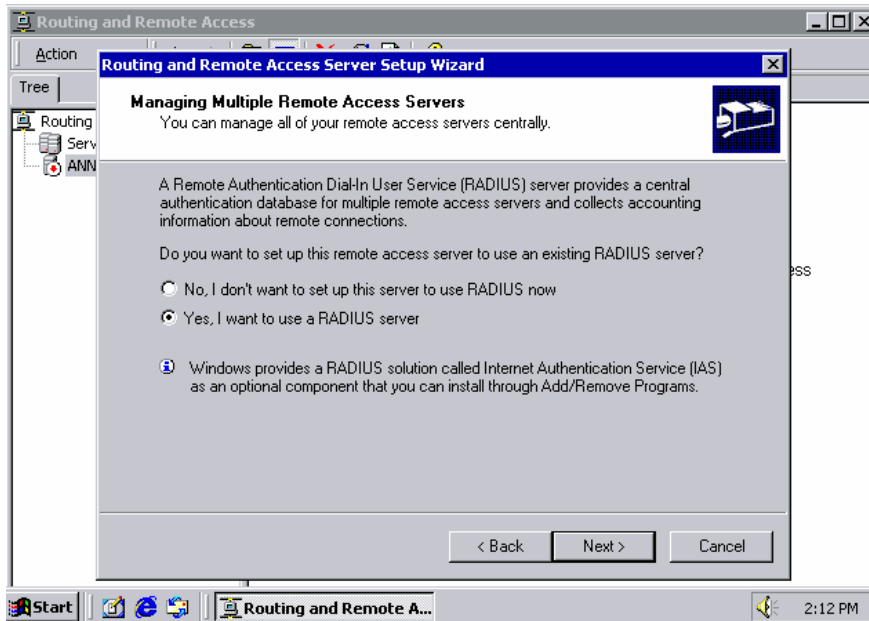 Routing and Remote Access
Action
Routing and Remote Access Server Setup Wizard
Tree
Managing Multiple Remote Access Servers
You can manage all of your remote access servers centrally.
Routing
Serv
ANN
A Remote Authentication Dial-In User Service (RADIUS) server provides a central
authentication database for multiple remote access servers and collects accounting
information about remote connections.
Do you want to set up this remote access server to use an existing RADIUS server?
ess
No, I don't want to set up this server to use RADIUS now
Yes, I want to use a RADIUS server
Windows provides a RADIUS solution called Internet Authentication Service (IAS)
as an optional component that you can install through Add/Remove Programs.
< Back Next > Cancel
Start Routing and Remote A... 2:12 PM